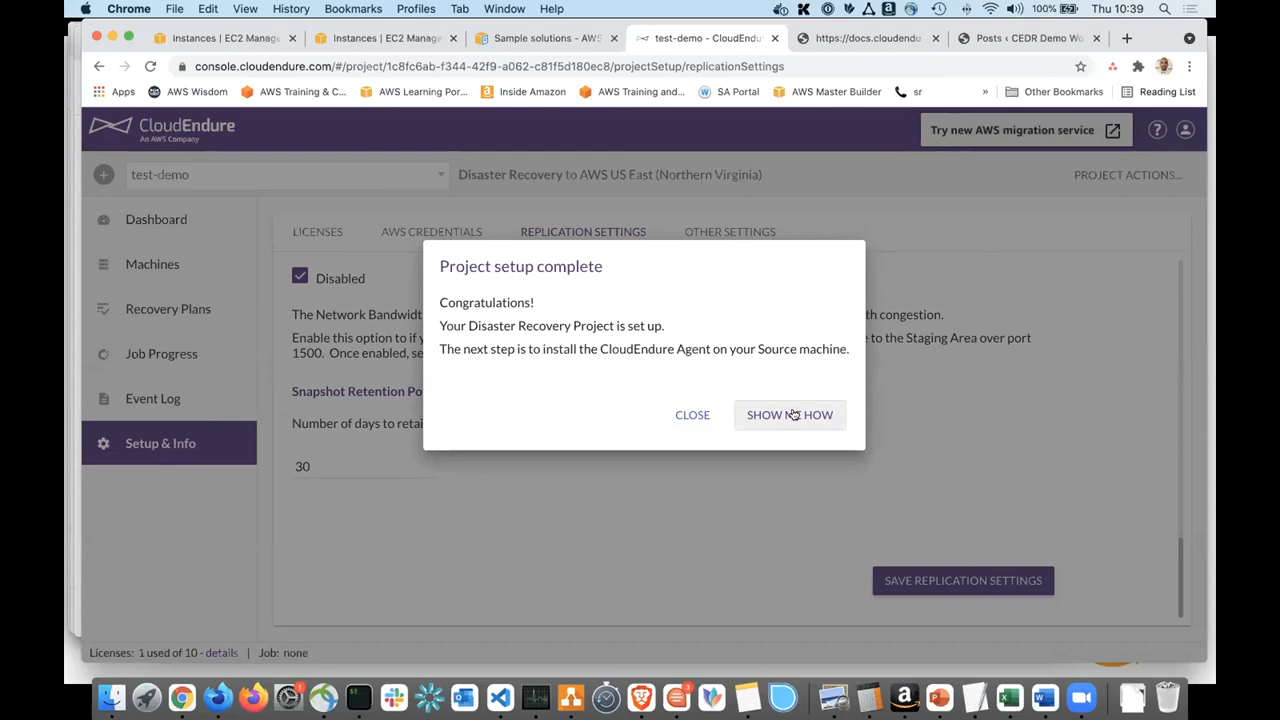 Chrome File Edit View History Bookmarks Profiles Tab Window Help 100% Thu 10:39
Instances | EC2 Manage
Instances | EC2 Manage
Sample solutions - AWS
test-demo - CloudEndu
https://docs.cloudendu
Posts ‹ CEDR Demo Wo
console.cloudendure.com/#/project/1c8fc6ab-f344-42f9-a062-c81f5d180ec8/projectSetup/replicationSettings
Apps AWS Wisdom AWS Training & C... AWS Learning Por... Inside Amazon AWS Training and... SA Portal AWS Master Builder sr » Other Bookmarks Reading List
CloudEndure
An AWS Company
Try new AWS migration service
test-demo
Disaster Recovery to AWS US East (Northern Virginia)
PROJECT ACTIONS...
Dashboard
Machines
Recovery Plans
Job Progress
Event Log
Setup & Info
LICENSES AWS CREDENTIALS REPLICATION SETTINGS OTHER SETTINGS
Disabled
The Network Bandwidt
th congestion.
Enable this option to if y
e to the Staging Area over port
1500. Once enabled, se
Snapshot Retention Po
Number of days to retai
30
Project setup complete
Congratulations!
Your Disaster Recovery Project is set up.
The next step is to install the CloudEndure Agent on your Source machine.
CLOSE SHOW ME HOW
SAVE REPLICATION SETTINGS
Licenses: 1 used of 10 - details | Job: none